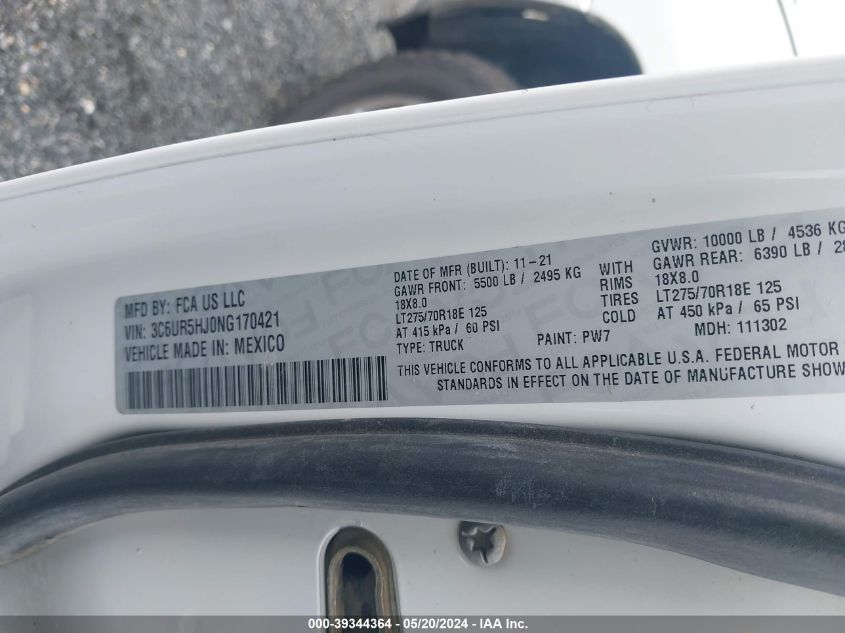 MFD BY: FCA US LLC
VIN: 3C6UR5HJ0NG170421
VEHICLE MADE IN: MEXICO
DATE OF MFR (BUILT): 11-21
GAWR FRONT: 5500 LB / 2495 KG
18X8.0
LT275/70R18E 125
AT 415 kPa / 60 PSI
TYPE: TRUCK
WITH
RIMS
TIRES
COLD
GVWR: 10000 LB / 4536 KG
GAWR REAR: 6390 LB /
18X8.0
LT275/70R18E 125
AT 450 kPa / 65 PSI
PAINT: PW7
MDH: 111302
THIS VEHICLE CONFORMS TO ALL APPLICABLE U.S.A. FEDERAL MOTOR
STANDARDS IN EFFECT ON THE DATE OF MANUFACTURE SHOW
000-39344364 | 05/20/2024 | IAA Inc.